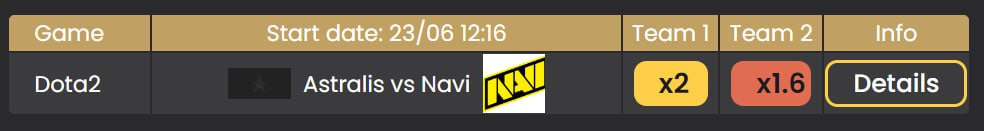 Game Start date: 23/06 12:16 Team 1 Team 2 Info
Dota2 Astralis vs Navi NAVI x2 x1.6 Details